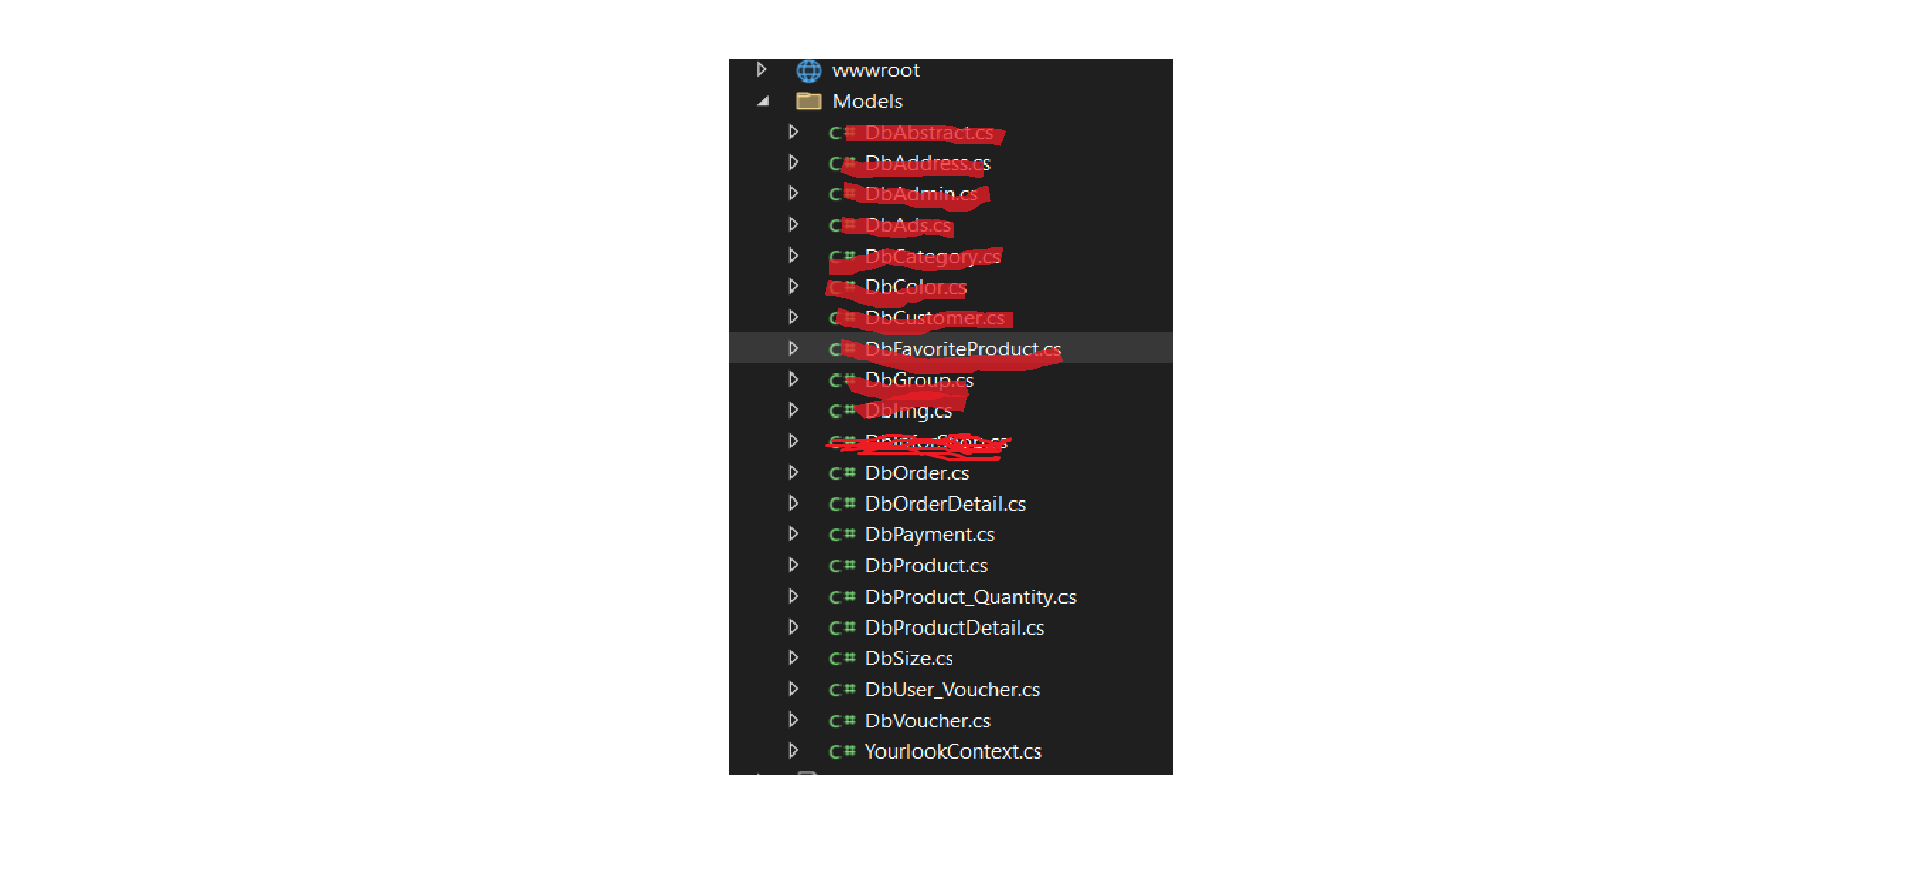 wwwroot
Models
C# DbAbstract.cs
C# DbAddress.cs
C# DbAdmin.cs
C# DbAds.cs
C# DbCategory.cs
C# DbColor.cs
C# DbCustomer.cs
C# DbFavoriteProduct.cs
C# DbGroup.cs
C# DbImg.cs
C#
C# DbOrder.cs
C# DbOrderDetail.cs
C# DbPayment.cs
C# DbProduct.cs
C# DbProduct_Quantity.cs
C# DbProductDetail.cs
C# DbSize.cs
C# DbUser_Voucher.cs
C# DbVoucher.cs
C# YourlookContext.cs